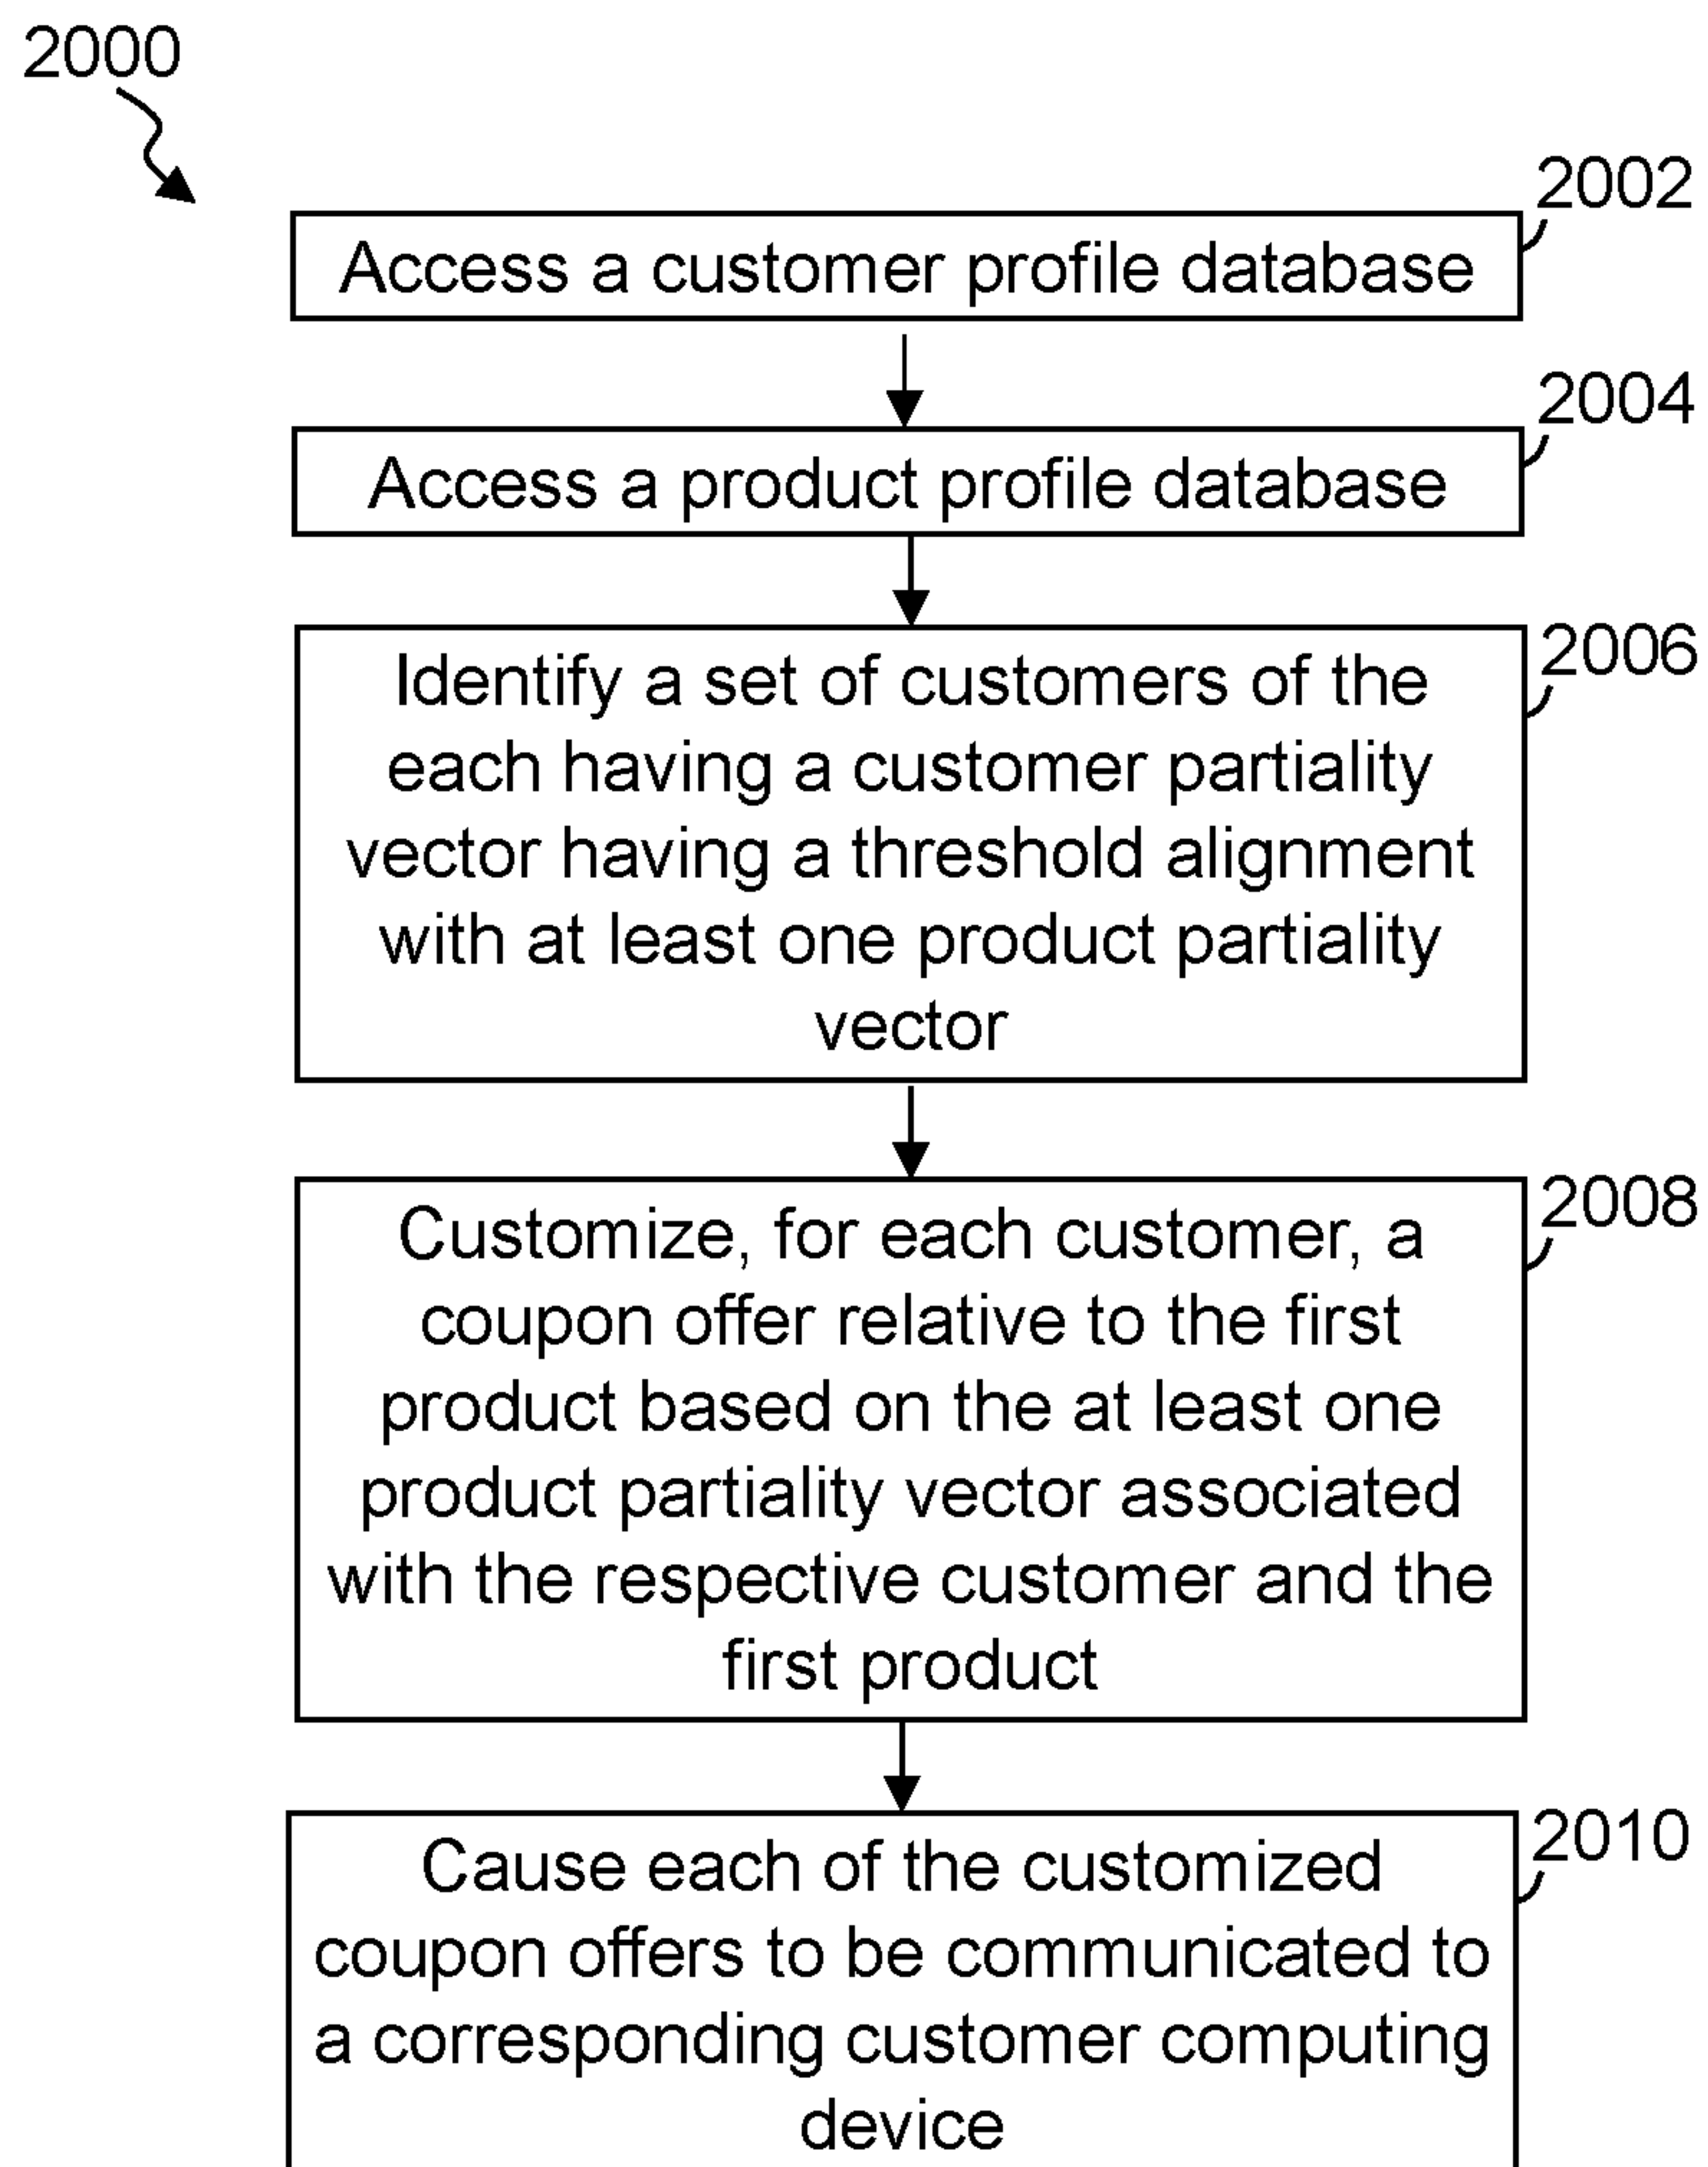 2000
2002
Access a customer profile database
2004
Access a product profile database
2006
Identify a set of customers of the
each having a customer partiality
vector having a threshold alignment
with at least one product partiality
vector
2008
Customize, for each customer, a
coupon offer relative to the first
product based on the at least one
product partiality vector associated
with the respective customer and the
first product
2010
Cause each of the customized
coupon offers to be communicated to
a corresponding customer computing
device